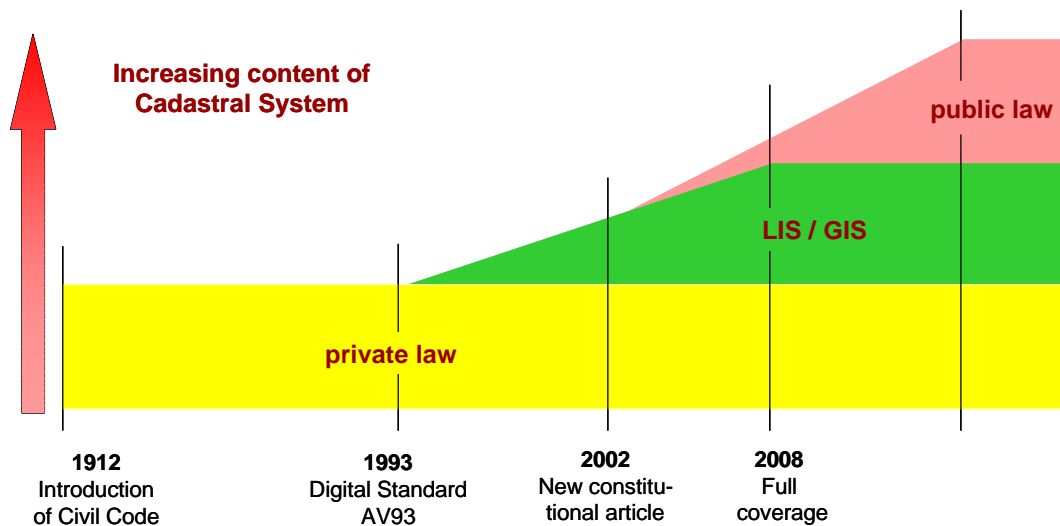 Increasing content of
Cadastral System
public law
LIS / GIS
private law
1912
Introduction
of Civil Code
1993
Digital Standard
AV93
2002
New constitu-
tional article
2008
Full
coverage